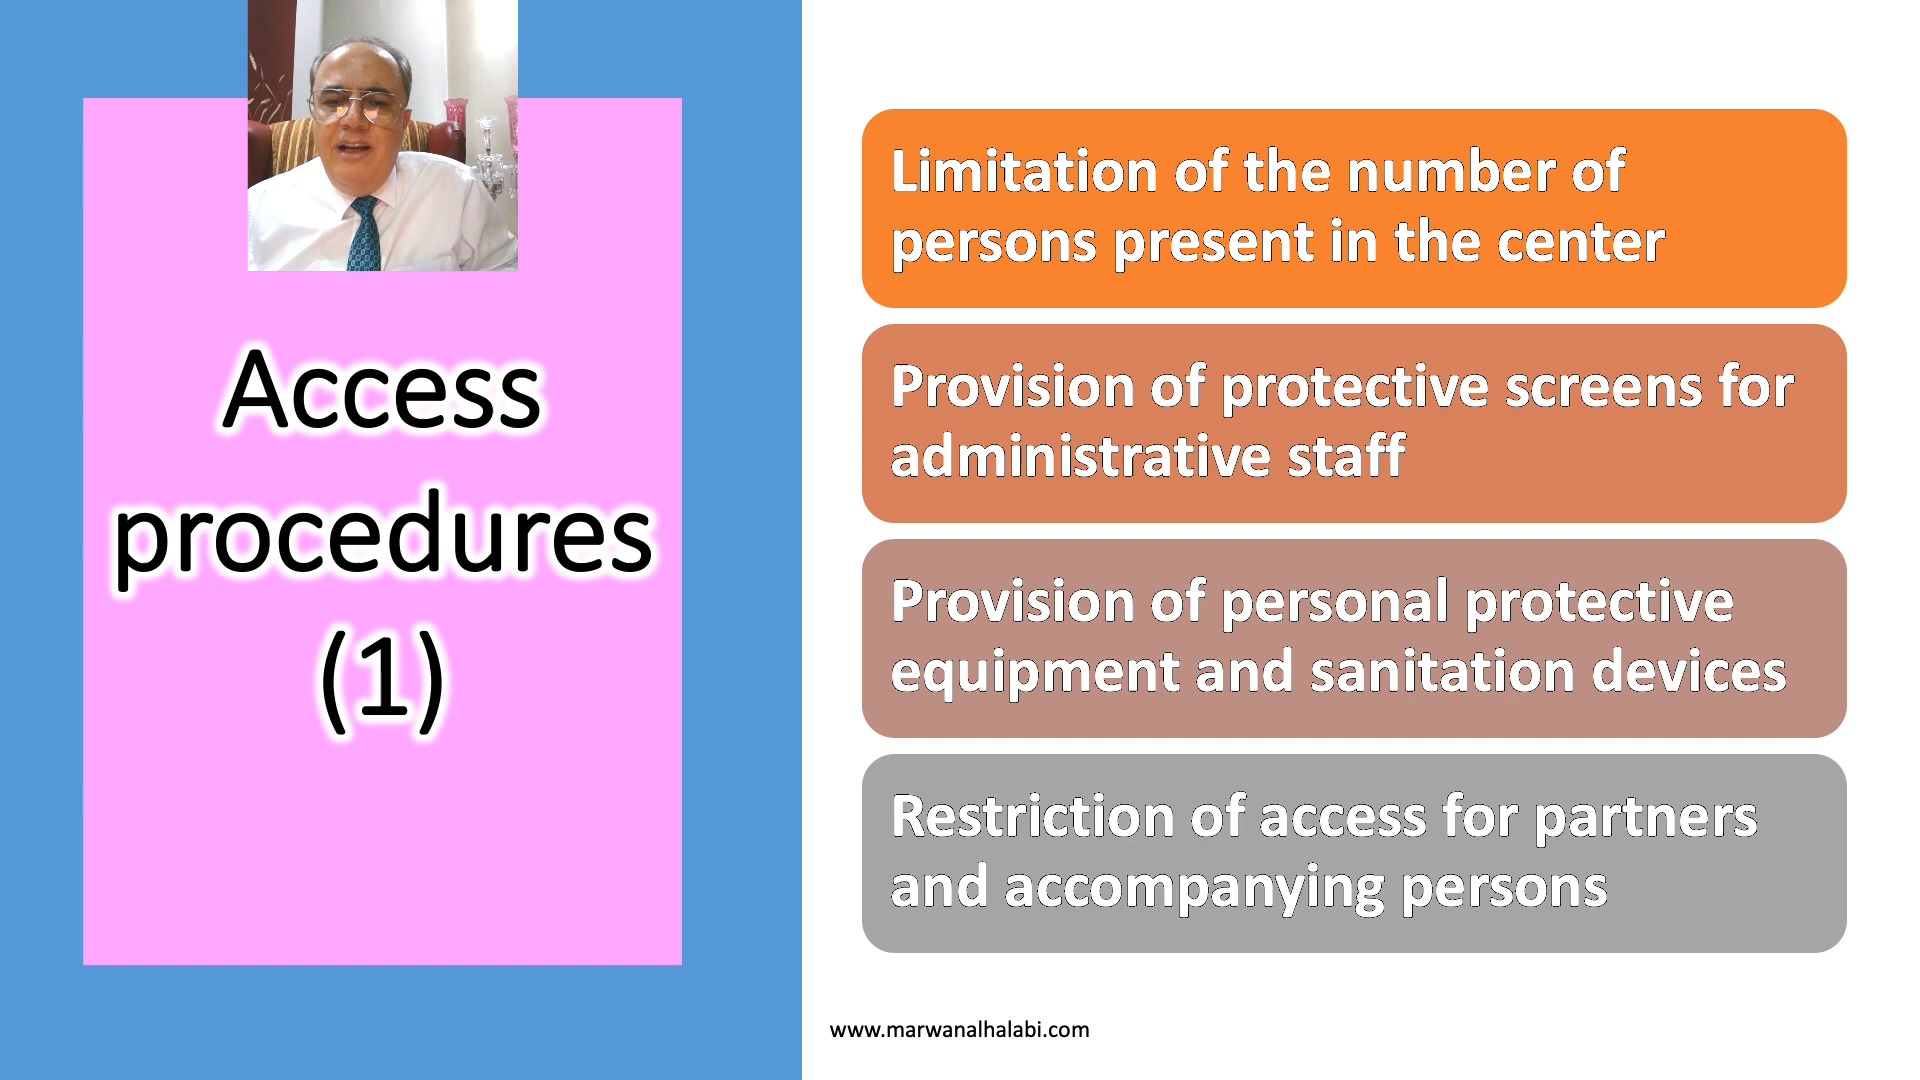 Access
procedures
(1)
Limitation of the number of
persons present in the center
Provision of protective screens for
administrative staff
Provision of personal protective
equipment and sanitation devices
Restriction of access for partners
and accompanying persons
www.marwanalhalabi.com